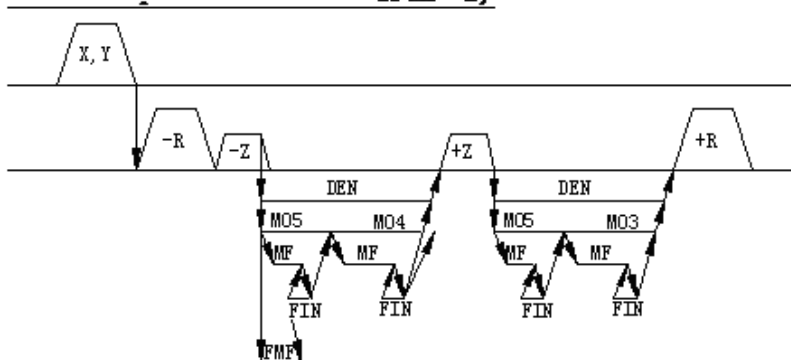 X, Y
-R
-Z
+Z
+R
DEN
DEN
M05
M04
M05
M03
MF
MF
MF
MF
FIN
FIN
FIN
FIN
FMF